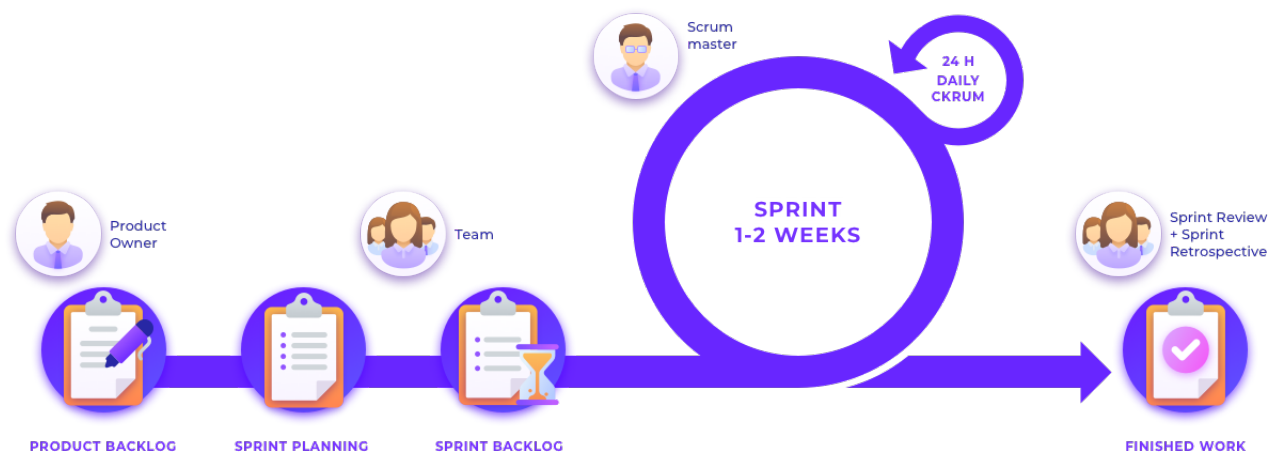 Scrum
master
24 H
DAILY
CKRUM
SPRINT
1-2 WEEKS
Product
Owner
Team
Sprint Review
+ Sprint
Retrospective
PRODUCT BACKLOG
SPRINT PLANNING
SPRINT BACKLOG
FINISHED WORK